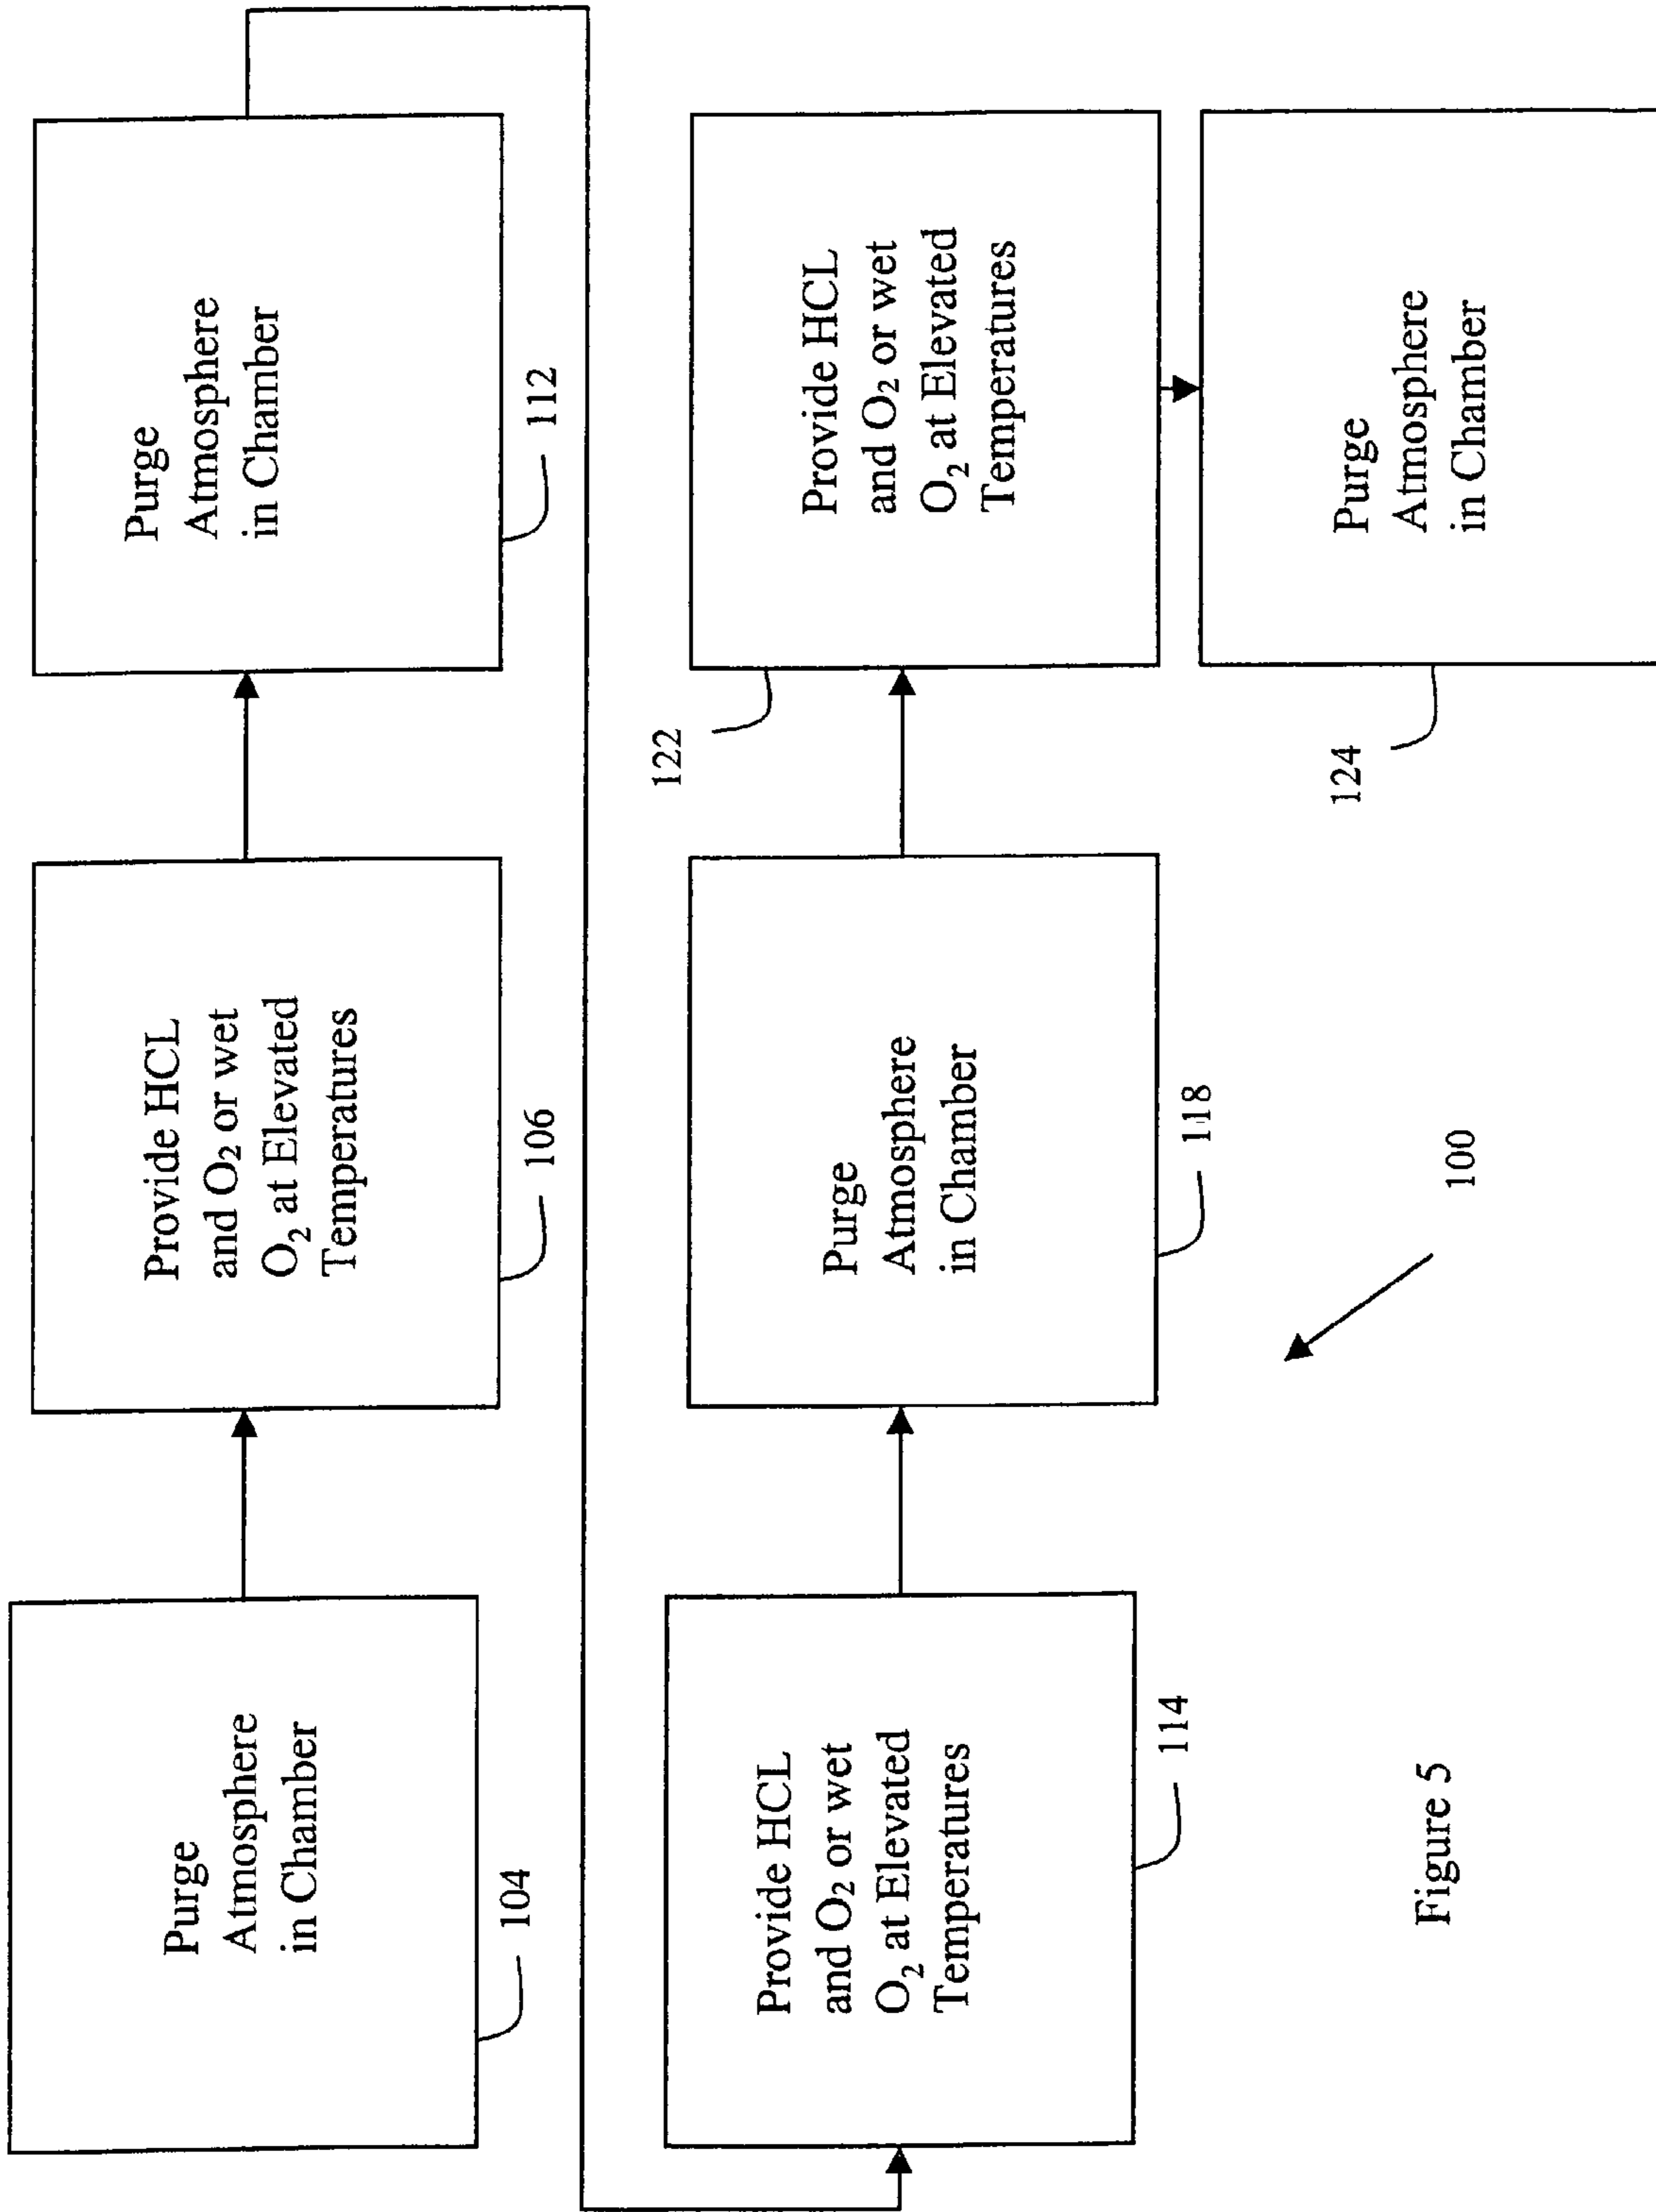 Purge
Atmosphere
in Chamber
104
Provide HCL
and O₂ or wet
O₂ at Elevated
Temperatures
106
Purge
Atmosphere
in Chamber
112
Provide HCL
and O₂ or wet
O₂ at Elevated
Temperatures
114
Purge
Atmosphere
in Chamber
118
Provide HCL
and O₂ or wet
O₂ at Elevated
Temperatures
122
Purge
Atmosphere
in Chamber
124
100
Figure 5